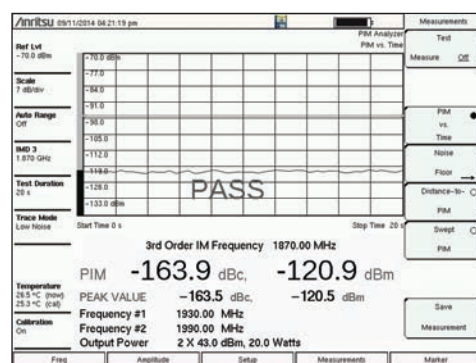 Anritsu 09/11/2014 04:21:19 pm
Measurements
PIM Analyzer
PIM vs. Time
Ref Lvl
-70.0 dBm
Scale
7 dB/div
Auto Range
Off
IMD 3
1.870 GHz
Test Duration
20 s
Trace Mode
Low Noise
Temperature
26.5 °C (now)
25.3 °C (cal)
Calibration
On
-70.0 dBm
-77.0
-84.0
-91.0
-98.0
-105.0
-112.0
-119.0
-126.0
-133.0 dBm
PASS
Start Time 0 s
Stop Time 20 s
3rd Order IM Frequency 1870.00 MHz
PIM -163.9 dBc, -120.9 dBm
PEAK VALUE -163.5 dBc, -120.5 dBm
Frequency #1 1930.00 MHz
Frequency #2 1990.00 MHz
Output Power 2 X 43.0 dBm, 20.0 Watts
Test
Measure Off
PIM
vs.
Time
Noise
Floor
Distance-to-
PIM
Swept
PIM
Save
Measurement
Freq Amplitude Setup Measurements Marker